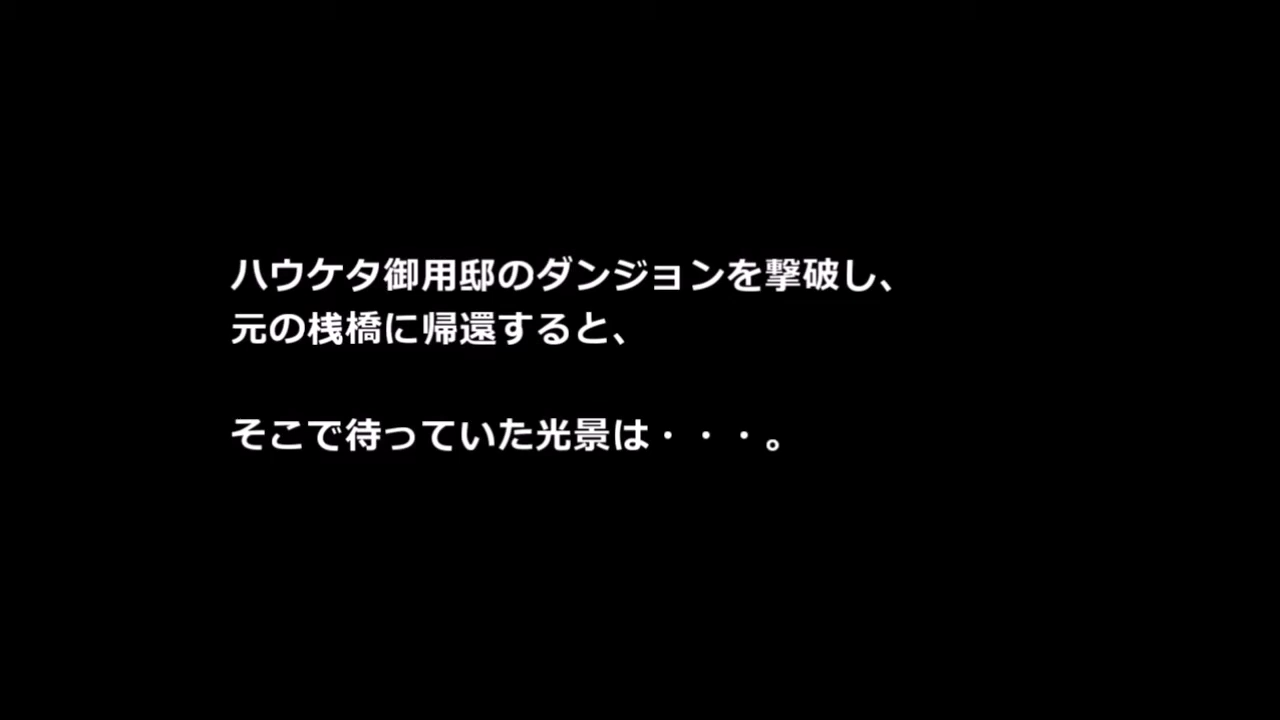 ハウケタ御用邸のダンジョンを撃破し、
元の桟橋に帰還すると、
そこで待っていた光景は・・・。